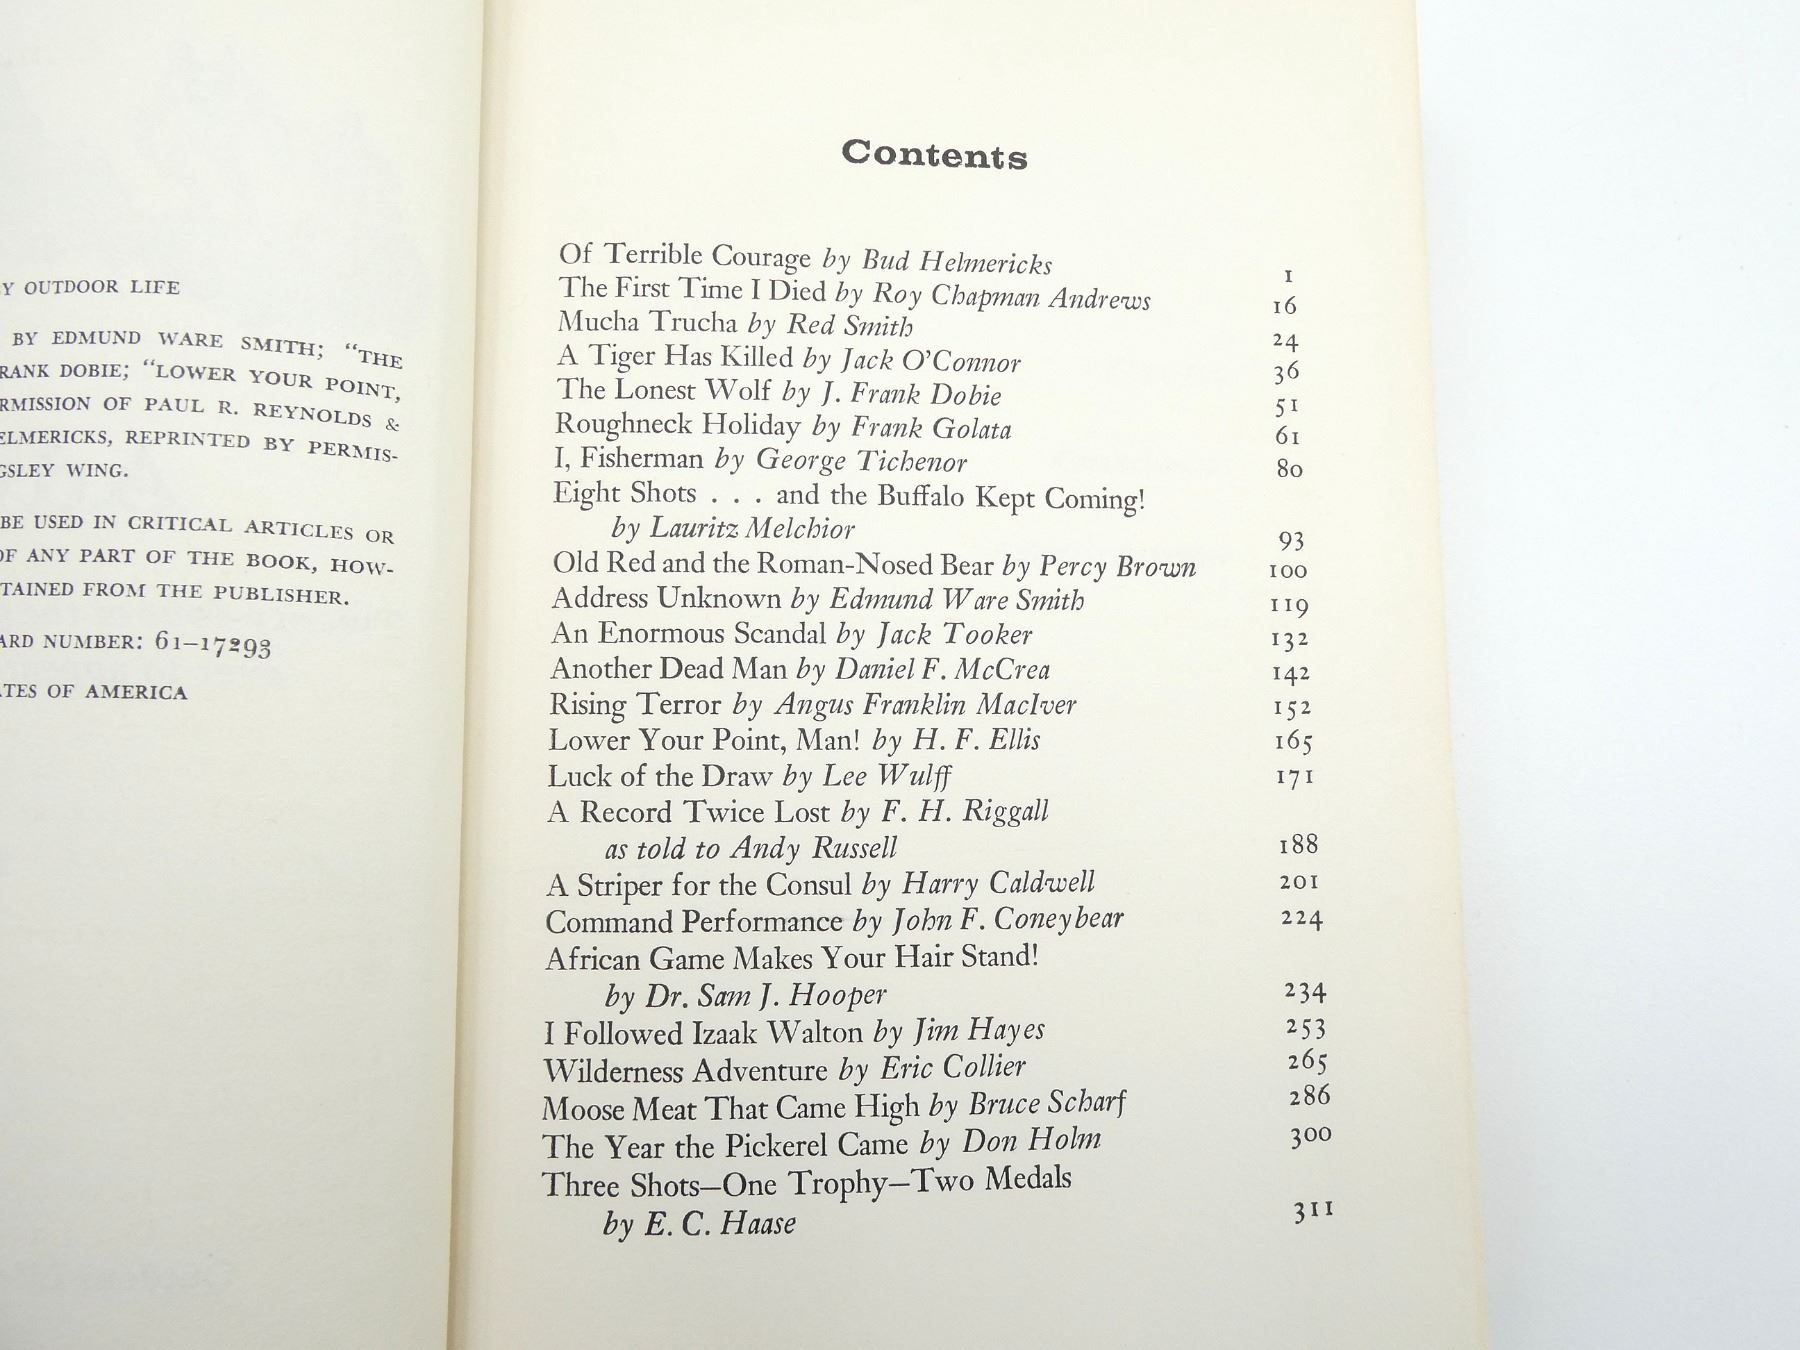 Y OUTDOOR LIFE
BY EDMUND WARE SMITH; “THE
RANK DOBIE; “LOWER YOUR POINT,
RMISSION OF PAUL R. REYNOLDS &
ELMERICKS, REPRINTED BY PERMIS-
GSLEY WING.
BE USED IN CRITICAL ARTICLES OR
OF ANY PART OF THE BOOK, HOW-
TAINED FROM THE PUBLISHER.
ARD NUMBER: 61–17293
TES OF AMERICA
Contents
Of Terrible Courage by Bud Helmericks 1
The First Time I Died by Roy Chapman Andrews 16
Mucha Trucha by Red Smith 24
A Tiger Has Killed by Jack O’Connor 36
The Lonest Wolf by J. Frank Dobie 51
Roughneck Holiday by Frank Golata 61
I, Fisherman by George Tichenor 80
Eight Shots . . . and the Buffalo Kept Coming!
by Lauritz Melchior 93
Old Red and the Roman-Nosed Bear by Percy Brown 100
Address Unknown by Edmund Ware Smith 119
An Enormous Scandal by Jack Tooker 132
Another Dead Man by Daniel F. McCrea 142
Rising Terror by Angus Franklin MacIver 152
Lower Your Point, Man! by H. F. Ellis 165
Luck of the Draw by Lee Wulff 171
A Record Twice Lost by F. H. Riggall
as told to Andy Russell 188
A Striper for the Consul by Harry Caldwell 201
Command Performance by John F. Coneybear 224
African Game Makes Your Hair Stand!
by Dr. Sam J. Hooper 234
I Followed Izaak Walton by Jim Hayes 253
Wilderness Adventure by Eric Collier 265
Moose Meat That Came High by Bruce Scharf 286
The Year the Pickerel Came by Don Holm 300
Three Shots—One Trophy—Two Medals
by E. C. Haase 311